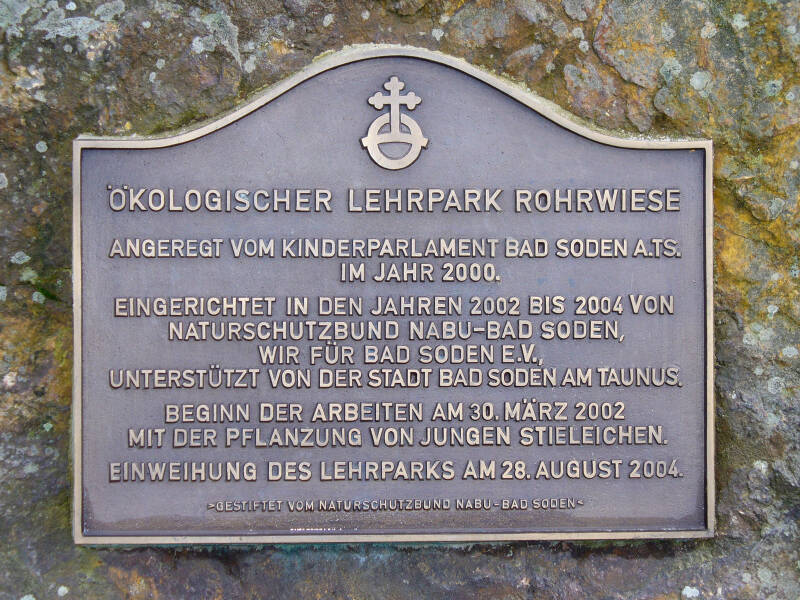 ÖKOLOGISCHER LEHRPARK ROHRWIESE
ANGEREGT VOM KINDERPARLAMENT BAD SODEN A.TS.
IM JAHR 2000.
EINGERICHTET IN DEN JAHREN 2002 BIS 2004 VON
NATURSCHUTZBUND NABU-BAD SODEN,
WIR FÜR BAD SODEN E.V.,
UNTERSTÜTZT VON DER STADT BAD SODEN AM TAUNUS.
BEGINN DER ARBEITEN AM 30. MÄRZ 2002
MIT DER PFLANZUNG VON JUNGEN STIELEICHEN.
EINWEIHUNG DES LEHRPARKS AM 28. AUGUST 2004.
>GESTIFTET VOM NATURSCHUTZBUND NABU-BAD SODEN<